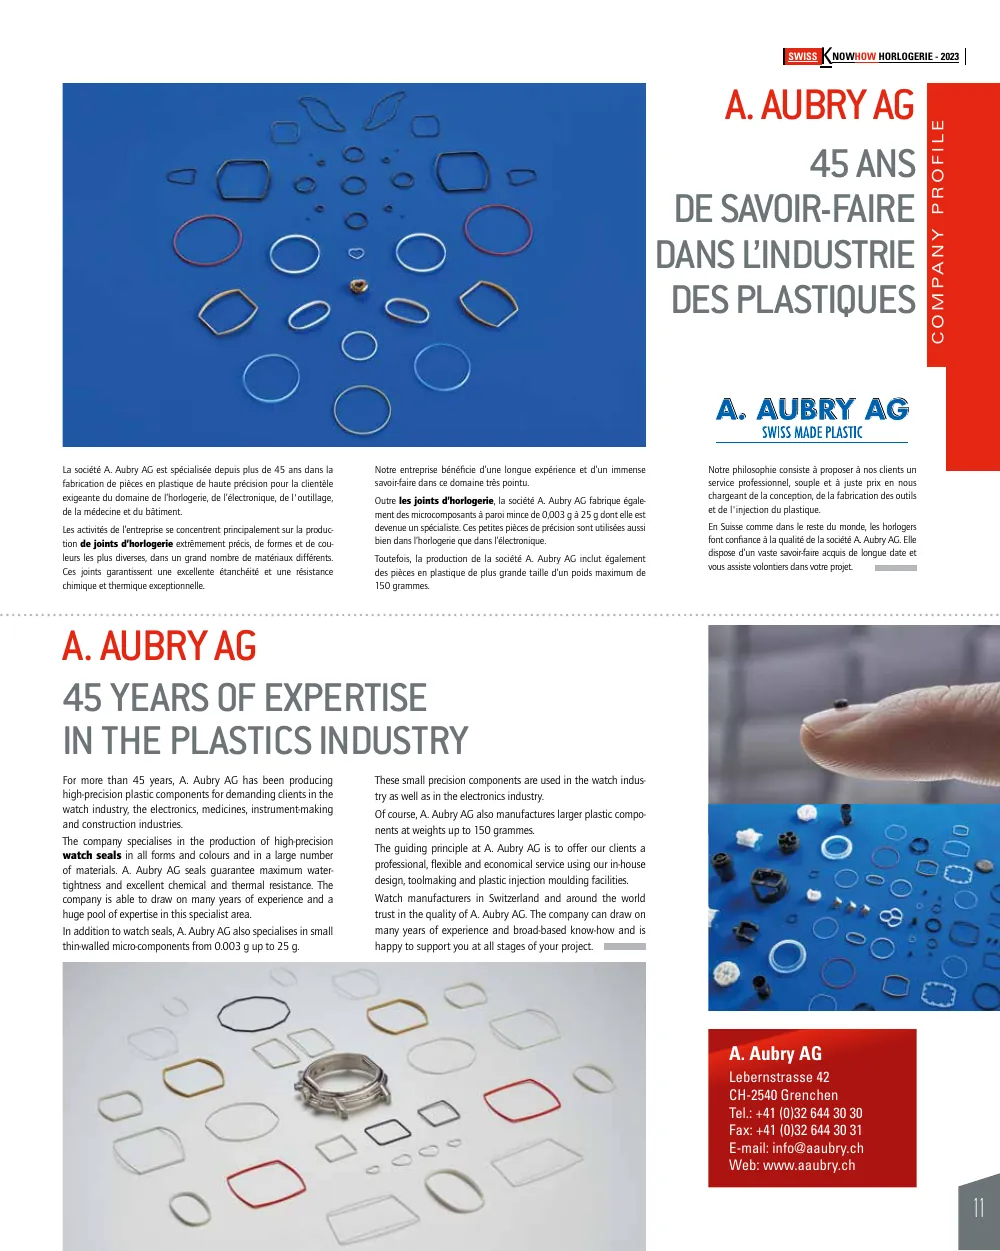 SWISS KNOWHOW HORLOGERIE - 2023
A. AUBRY AG
45 ANS
DE SAVOIR-FAIRE
DANS L'INDUSTRIE
DES PLASTIQUES
COMPANY PROFILE
A. AUBRY AG
SWISS MADE PLASTIC
La société A. Aubry AG est spécialisée depuis plus de 45 ans dans la
fabrication de pièces en plastique de haute précision pour la clientèle
exigeante du domaine de l'horlogerie, de l'électronique, de l'outillage,
de la médecine et du bâtiment.
Les activités de l'entreprise se concentrent principalement sur la produc-
tion de joints d'horlogerie extrêmement précis, de formes et de cou-
leurs les plus diverses, dans un grand nombre de matériaux différents.
Ces joints garantissent une excellente étanchéité et une résistance
chimique et thermique exceptionnelle.
Notre entreprise bénéficie d'une longue expérience et d'un immense
savoir-faire dans ce domaine très pointu.
Outre les joints d'horlogerie, la société A. Aubry AG fabrique égale-
ment des microcomposants à paroi mince de 0,003 g à 25 g dont elle est
devenue un spécialiste. Ces petites pièces de précision sont utilisées aussi
bien dans l'horlogerie que dans l'électronique.
Toutefois, la production de la société A. Aubry AG inclut également
des pièces en plastique de plus grande taille d'un poids maximum de
150 grammes.
Notre philosophie consiste à proposer à nos clients un
service professionnel, souple et à juste prix en nous
chargeant de la conception, de la fabrication des outils
et de l'injection du plastique.
En Suisse comme dans le reste du monde, les horlogers
font confiance à la qualité de la société A. Aubry AG. Elle
dispose d'un vaste savoir-faire acquis de longue date et
vous assiste volontiers dans votre projet.
A. AUBRY AG
45 YEARS OF EXPERTISE
IN THE PLASTICS INDUSTRY
For more than 45 years, A. Aubry AG has been producing
high-precision plastic components for demanding clients in the
watch industry, the electronics, medicines, instrument-making
and construction industries.
The company specialises in the production of high-precision
watch seals in all forms and colours and in a large number
of materials. A. Aubry AG seals guarantee maximum water-
tightness and excellent chemical and thermal resistance. The
company is able to draw on many years of experience and a
huge pool of expertise in this specialist area.
In addition to watch seals, A. Aubry AG also specialises in small
thin-walled micro-components from 0.003 g up to 25 g.
These small precision components are used in the watch indus-
try as well as in the electronics industry.
Of course, A. Aubry AG also manufactures larger plastic compo-
nents at weights up to 150 grammes.
The guiding principle at A. Aubry AG is to offer our clients a
professional, flexible and economical service using our in-house
design, toolmaking and plastic injection moulding facilities.
Watch manufacturers in Switzerland and around the world
trust in the quality of A. Aubry AG. The company can draw on
many years of experience and broad-based know-how and is
happy to support you at all stages of your project.
A. Aubry AG
Lebernstrasse 42
CH-2540 Grenchen
Tel.: +41 (0)32 644 30 30
Fax: +41 (0)32 644 30 31
E-mail: info@aaubry.ch
Web: www.aaubry.ch
11